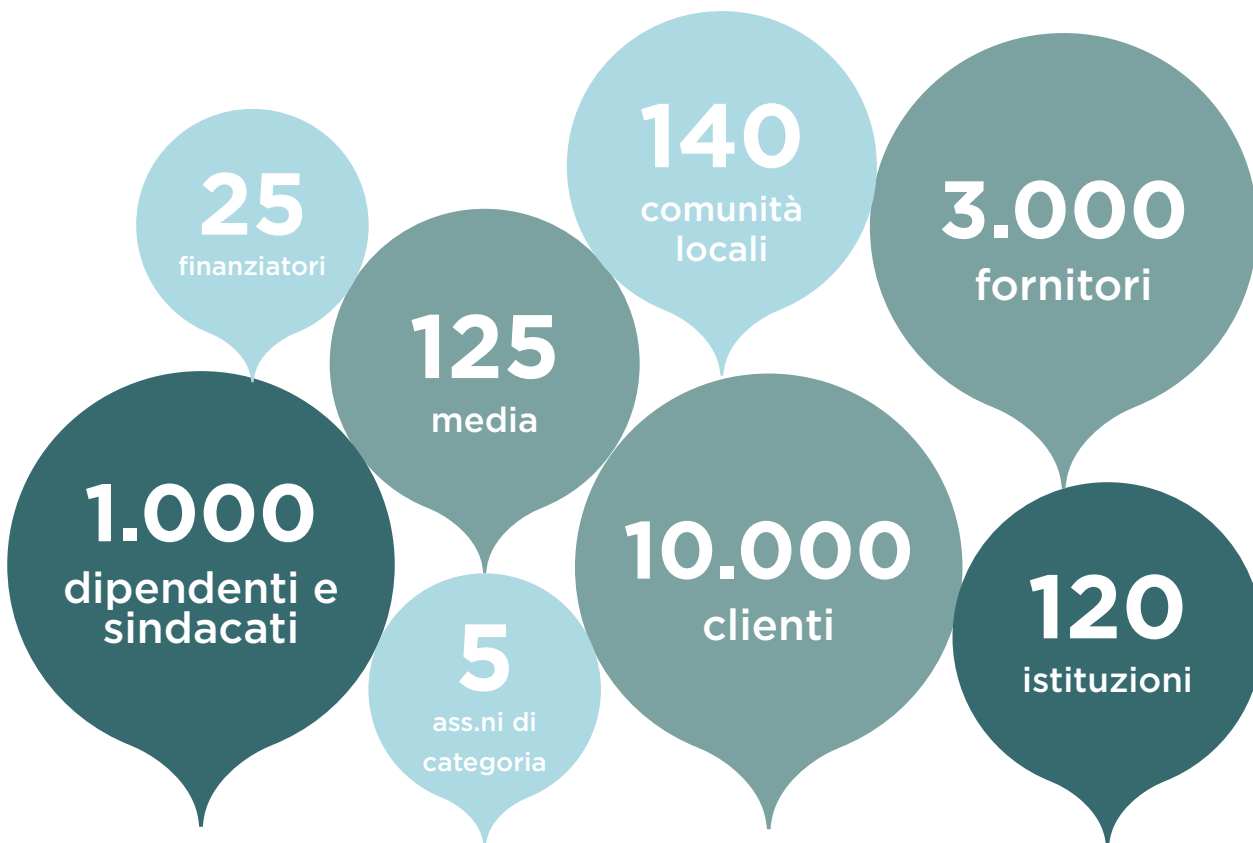 25
finanziatori
140
comunità
locali
3.000
fornitori
125
media
1.000
dipendenti e
sindacati
5
ass.ni di
categoria
10.000
clienti
120
istituzioni